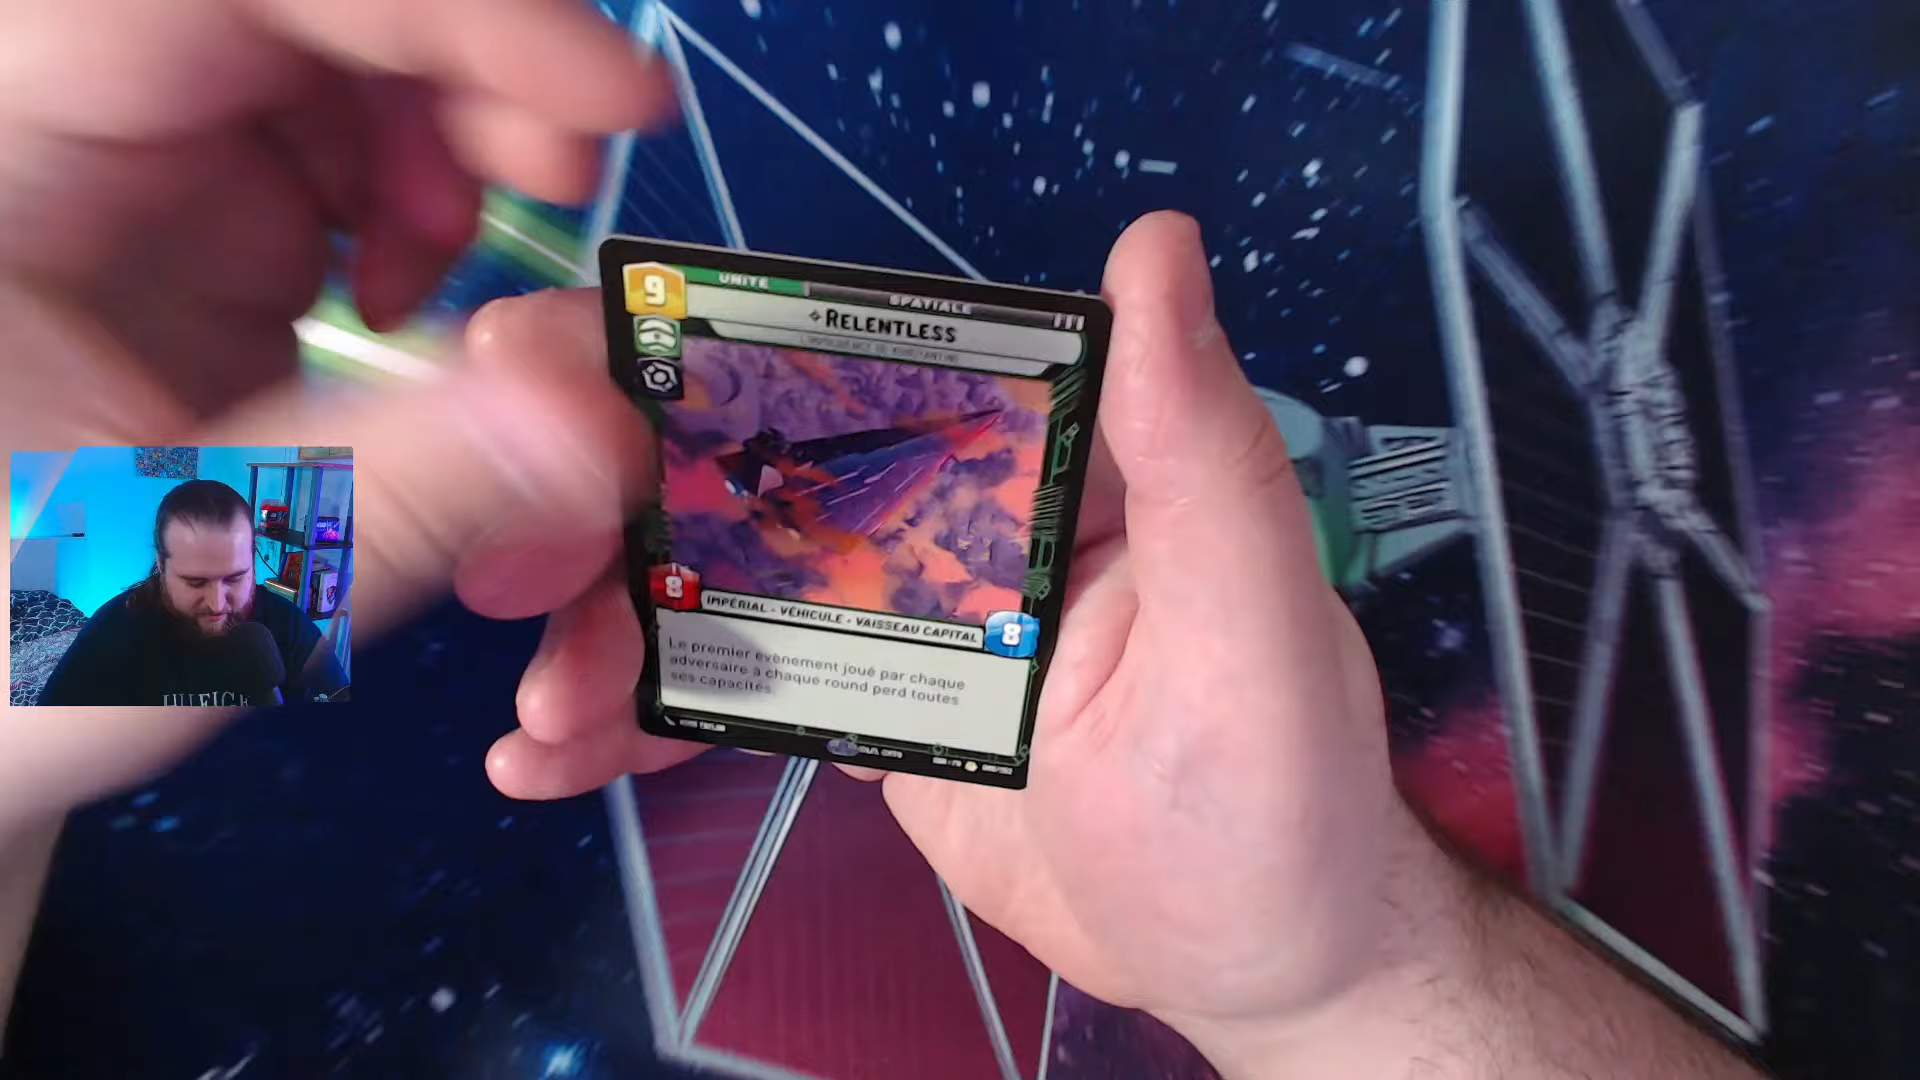 9
UNITÉ
SPATIALE
RELENTLESS
8
IMPÉRIAL - VÉHICULE - VAISSEAU CAPITAL
8
Le premier évènement joué par chaque
adversaire à chaque round perd toutes
ses capacités.